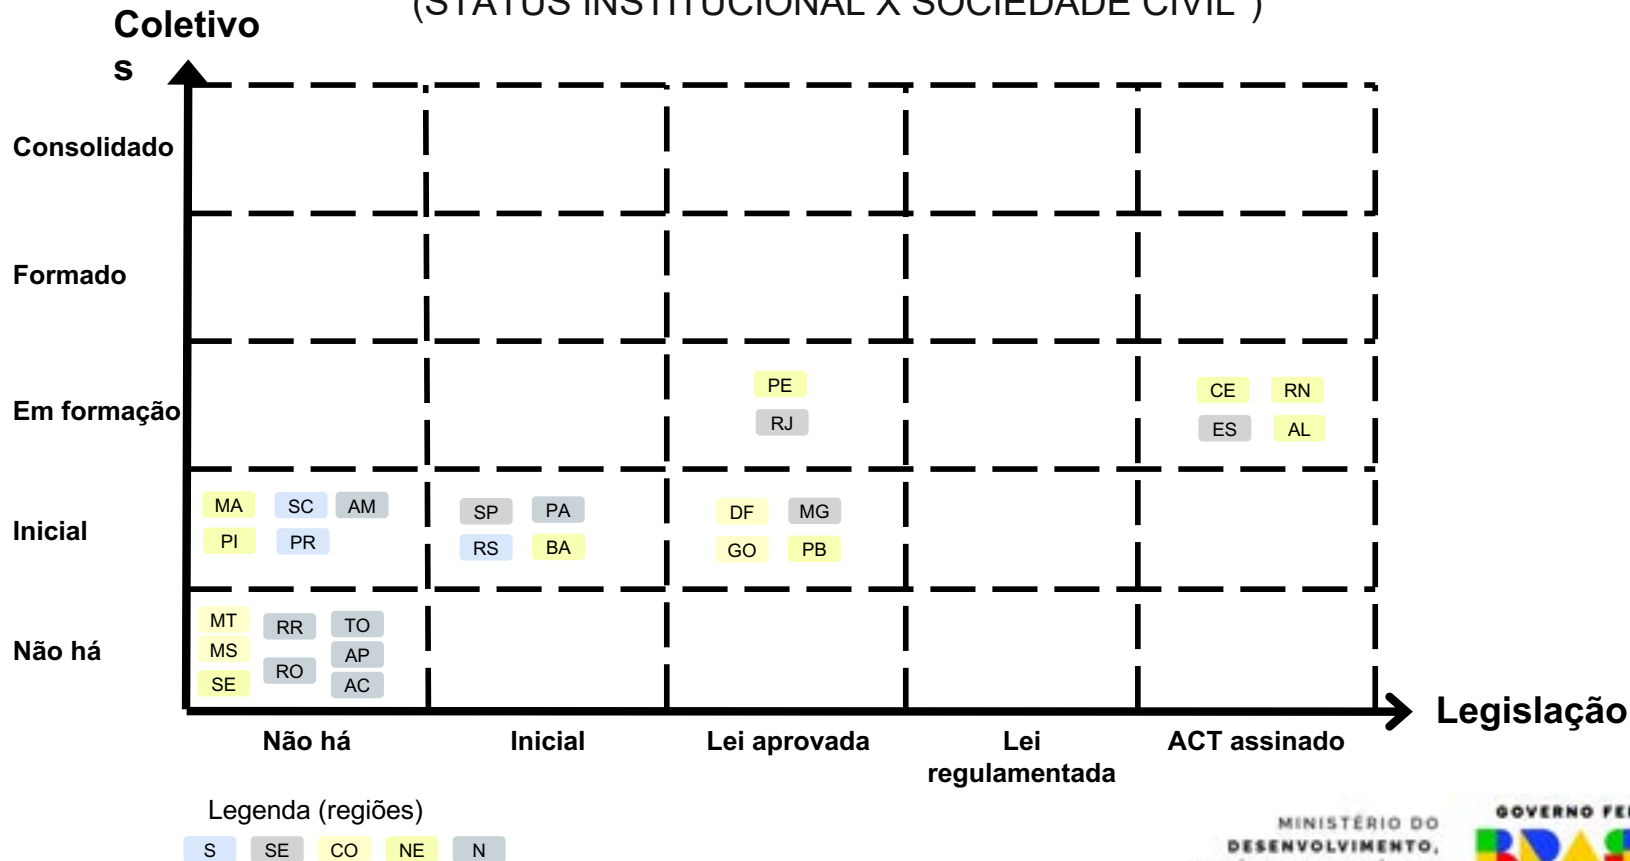 (STATUS INSTITUCIONAL X SOCIEDADE CIVIL )
Coletivo
s
Consolidado
Formado
Em formação
PE
CE RN
RJ
ES AL
Inicial
MA SC AM
SP PA
DF MG
PI PR
RS BA
GO PB
Não há
MT RR TO
MS RO AP
SE AC
Legislação
Não há
Inicial
Lei aprovada
Lei
regulamentada
ACT assinado
Legenda (regiões)
S SE CO NE N
MINISTÉRIO DO
DESENVOLVIMENTO,
GOVERNO